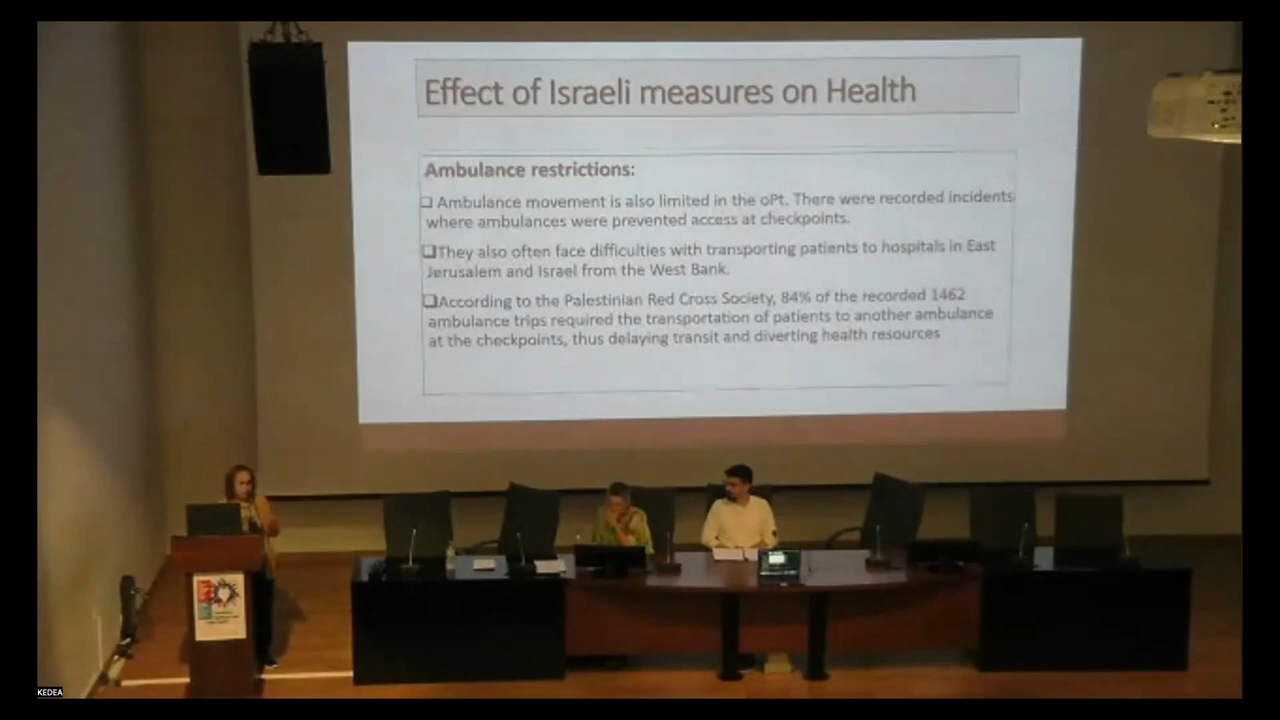 Effect of Israeli measures on Health
Ambulance restrictions:
Ambulance movement is also limited in the oPt. There were recorded incidents
where ambulances were prevented access at checkpoints.
They also often face difficulties with transporting patients to hospitals in East
Jerusalem and Israel from the West Bank.
According to the Palestinian Red Cross Society, 84% of the recorded 1462
ambulance trips required the transportation of patients to another ambulance
at the checkpoints, thus delaying transit and diverting health resources
KEDEA